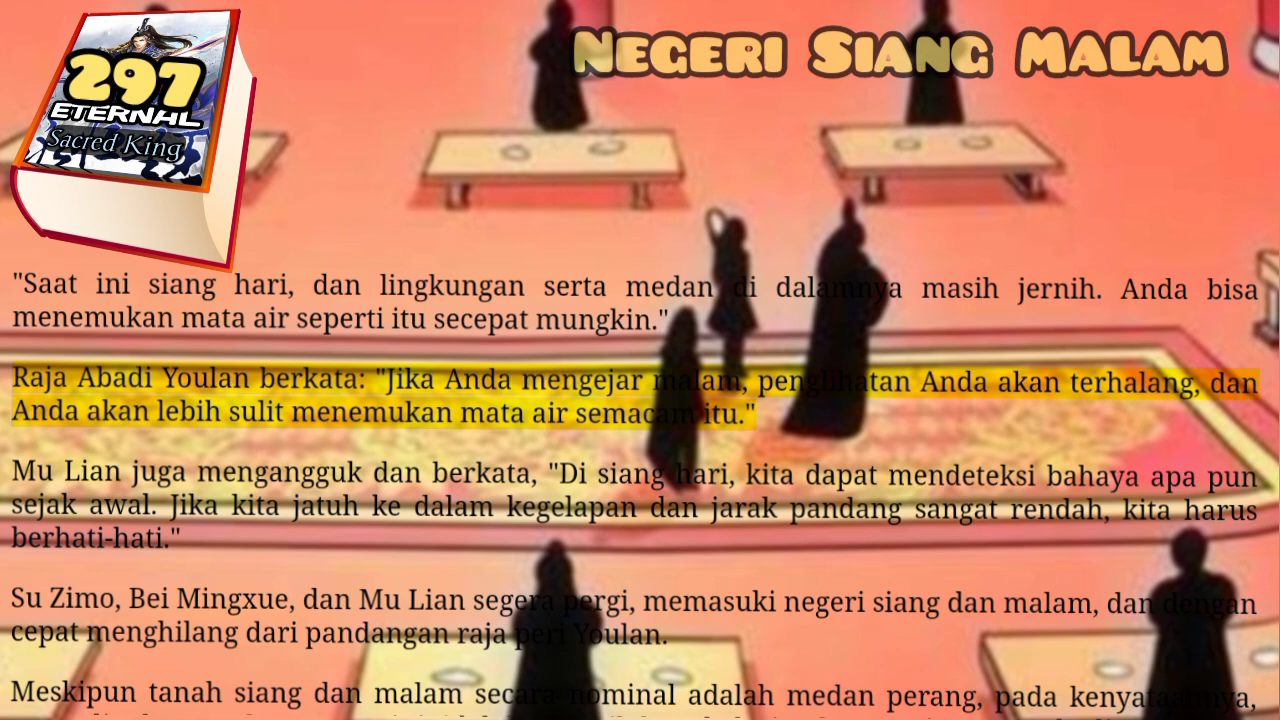 297
ETERNAL
Sacred King
NEGERI SIANG MALAM
"Saat ini siang hari, dan lingkungan serta medan di dalamnya masih jernih. Anda bisa
menemukan mata air seperti itu secepat mungkin."
Raja Abadi Youlan berkata: "Jika Anda mengejar malam, penglihatan Anda akan terhalang, dan
Anda akan lebih sulit menemukan mata air semacam itu."
Mu Lian juga mengangguk dan berkata, "Di siang hari, kita dapat mendeteksi bahaya apa pun
sejak awal. Jika kita jatuh ke dalam kegelapan dan jarak pandang sangat rendah, kita harus
berhati-hati."
Su Zimo, Bei Mingxue, dan Mu Lian segera pergi, memasuki negeri siang dan malam, dan dengan
cepat menghilang dari pandangan raja peri Youlan.
Meskipun tanah siang dan malam secara nominal adalah medan perang, pada kenyataannya,